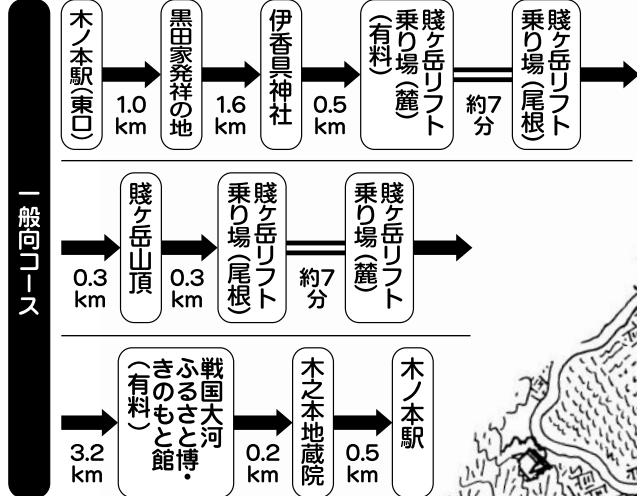 一般向コース
木ノ本駅(東口)
1.0
km
黒田家発祥の地
1.6
km
伊香具神社
0.5
km
賤ヶ岳リフト
乗り場(麓)
(有料)
約7
分
賤ヶ岳リフト
乗り場(尾根)
0.3
km
賤ヶ岳山頂
0.3
km
賤ヶ岳リフト
乗り場(尾根)
約7
分
賤ヶ岳リフト
乗り場(麓)
3.2
km
戦国大河
ふるさと博・
きのもと館
(有料)
0.2
km
木之本地蔵院
0.5
km
木ノ本駅